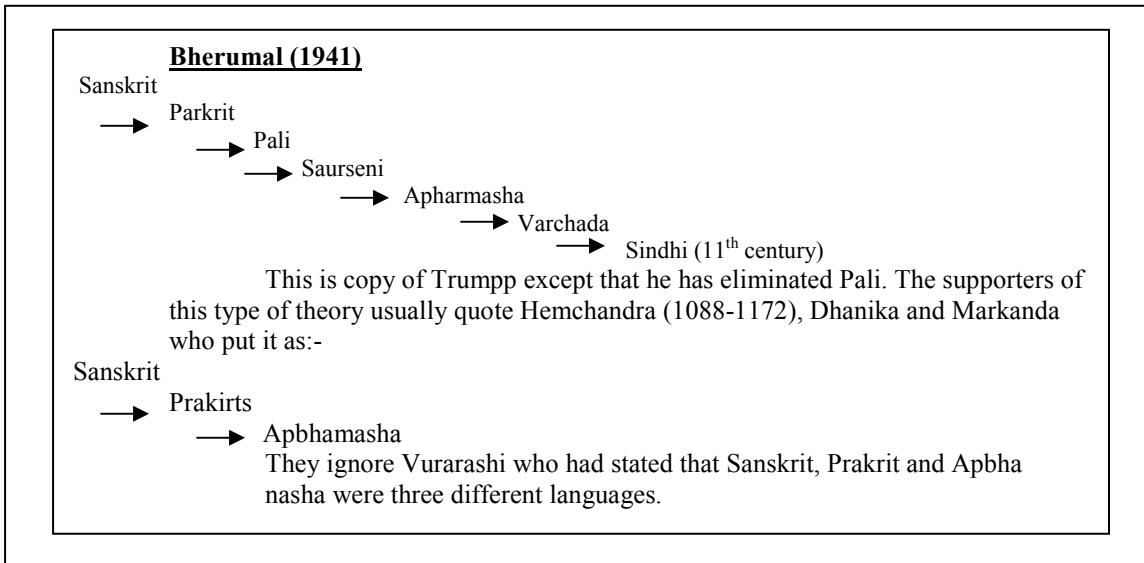 Bherumal (1941)
Sanskrit
Parkrit
Pali
Saurseni
Apharmasha
Varchada
Sindhi (11th century)
This is copy of Trumpp except that he has eliminated Pali. The supporters of
this type of theory usually quote Hemchandra (1088-1172), Dhanika and Markanda
who put it as:-
Sanskrit
Prakirts
Apbhamasha
They ignore Vurarashi who had stated that Sanskrit, Prakrit and Apbha
nasha were three different languages.